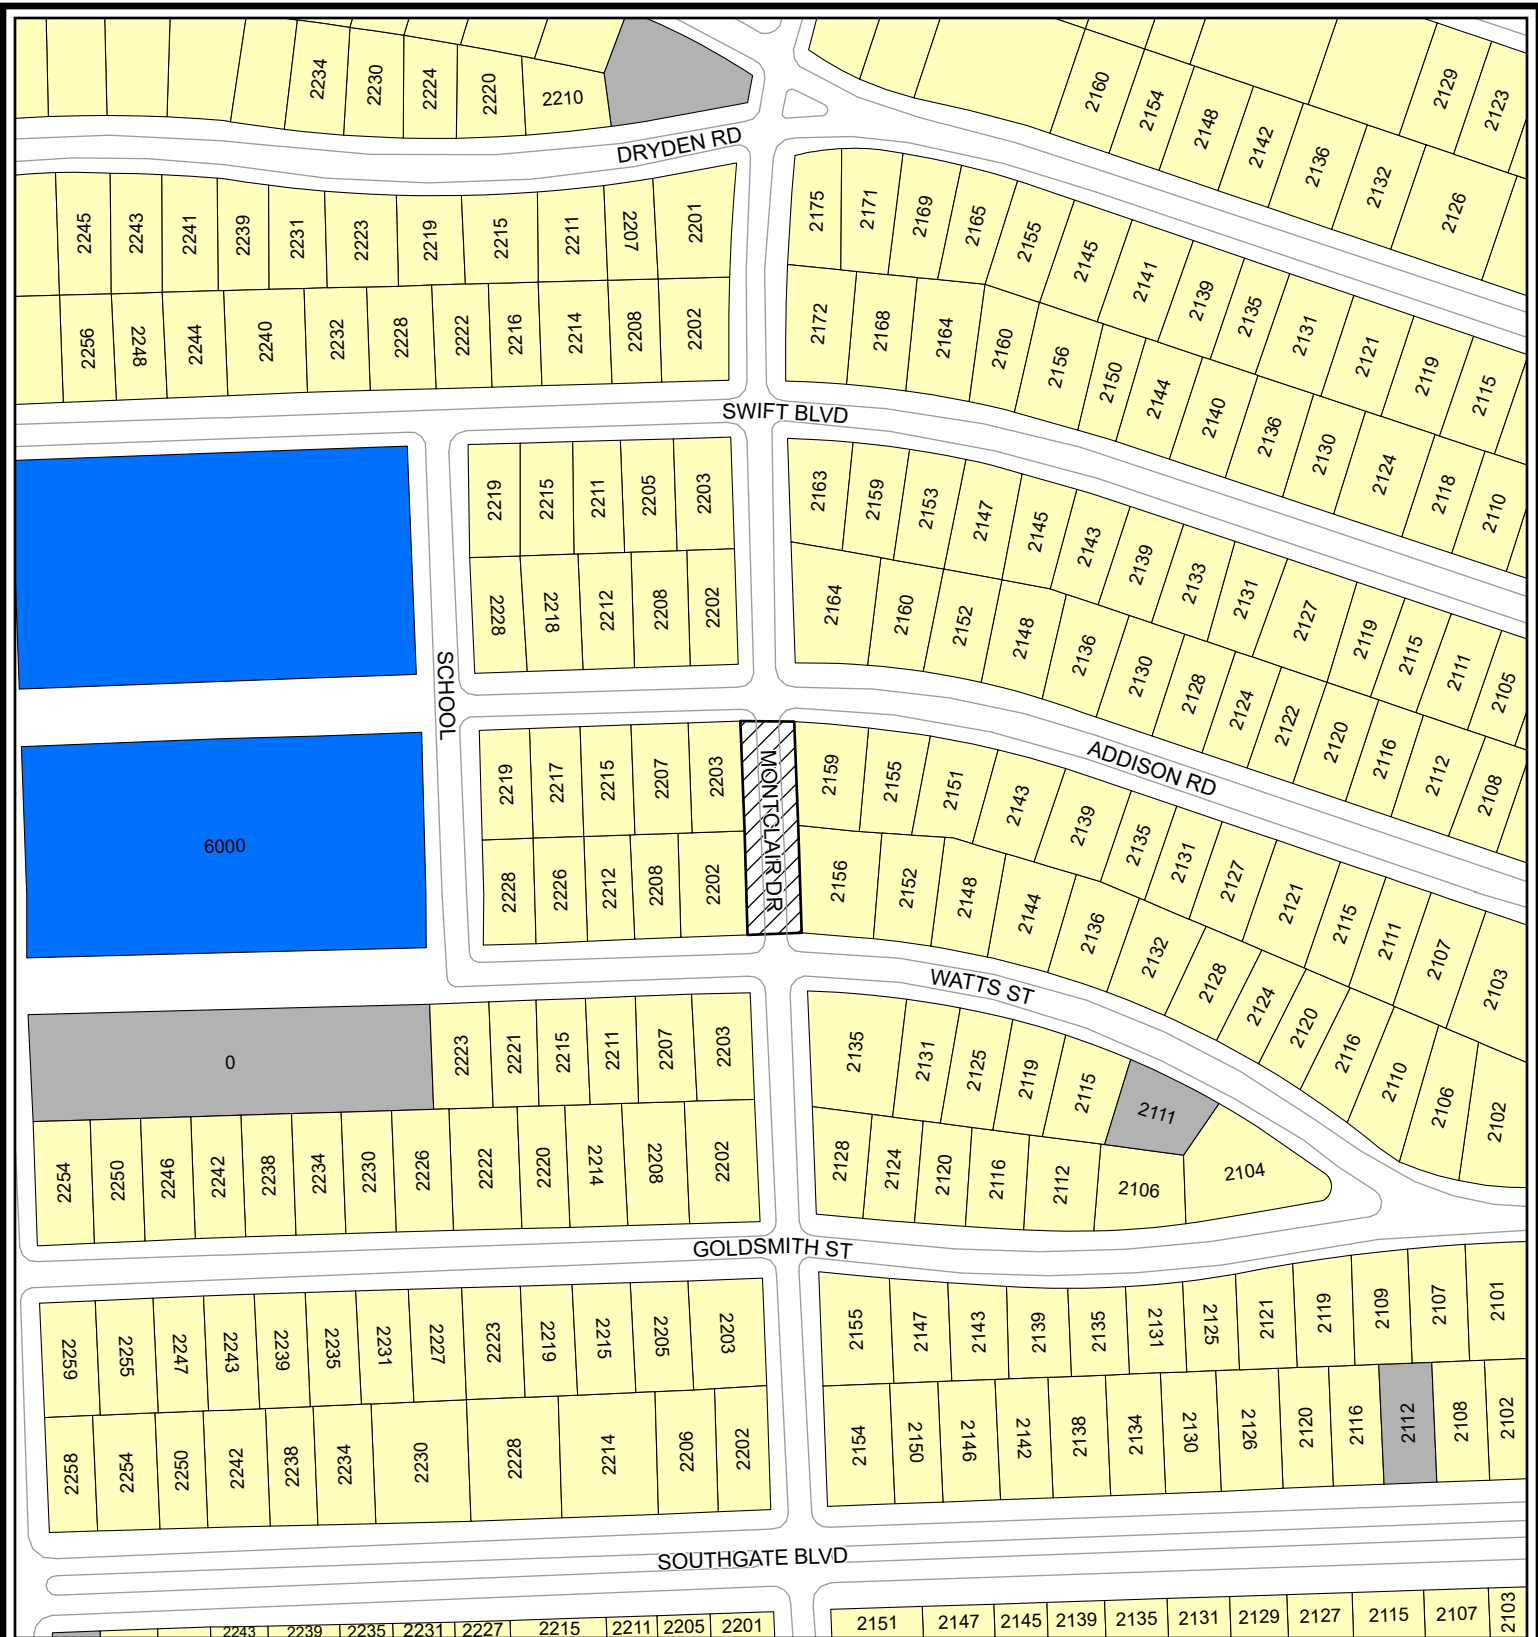 2234 2230 2224 2220 2210
2160 2154 2148 2142 2136 2132 2126 2129 2123
DRYDEN RD
2245 2243 2241 2239 2231 2223 2219 2215 2211 2207 2201
2175 2171 2169 2165 2155 2145 2141 2139 2135 2131 2121 2119 2115
2256 2248 2244 2240 2232 2228 2222 2216 2214 2208 2202
2172 2168 2164 2160 2156 2150 2144 2140 2136 2130 2124 2118 2110
SWIFT BLVD
2219 2215 2211 2205 2203
2163 2159 2153 2147 2145 2143 2139 2133 2131 2127 2119 2115 2111 2105
2228 2218 2122 2208 2202
2164 2160 2152 2148 2136 2130 2128 2124 2122 2120 2116 2112 2108
SCHOOL
ADDISON RD
2219 2217 2215 2207 2203
MONTCLAIR DR
2159 2155 2151 2143 2139 2135 2131 2127 2121 2115 2111 2107 2103
6000
2228 2226 2212 2208 2202
2156 2152 2148 2144 2136 2132 2128 2124 2120 2116 2110 2106 2102
WATTS ST
0
2223 2221 2215 2211 2207 2203
2135 2131 2125 2119 2115 2111
2254 2250 2246 2242 2238 2234 2230 2226 2222 2220 2214 2208 2022
2128 2124 2120 2116 2112 2106 2104
GOLDSMITH ST
2259 2255 2247 2243 2239 2235 2231 2227 2223 2219 2215 2205 2203
2155 2147 2143 2139 2135 2131 2125 2121 2119 2109 2107 2101
2258 2254 2250 2242 2238 2234 2230 2228 2214 2206 2202
2154 2150 2146 2142 2138 2134 2130 2126 2120 2116 2112 2108 2102
SOUTHGATE BLVD
2243 2239 2235 2231 2227 2215 2211 2205 2201
2151 2147 2145 2139 2135 2131 2129 2127 2115 2107 2103